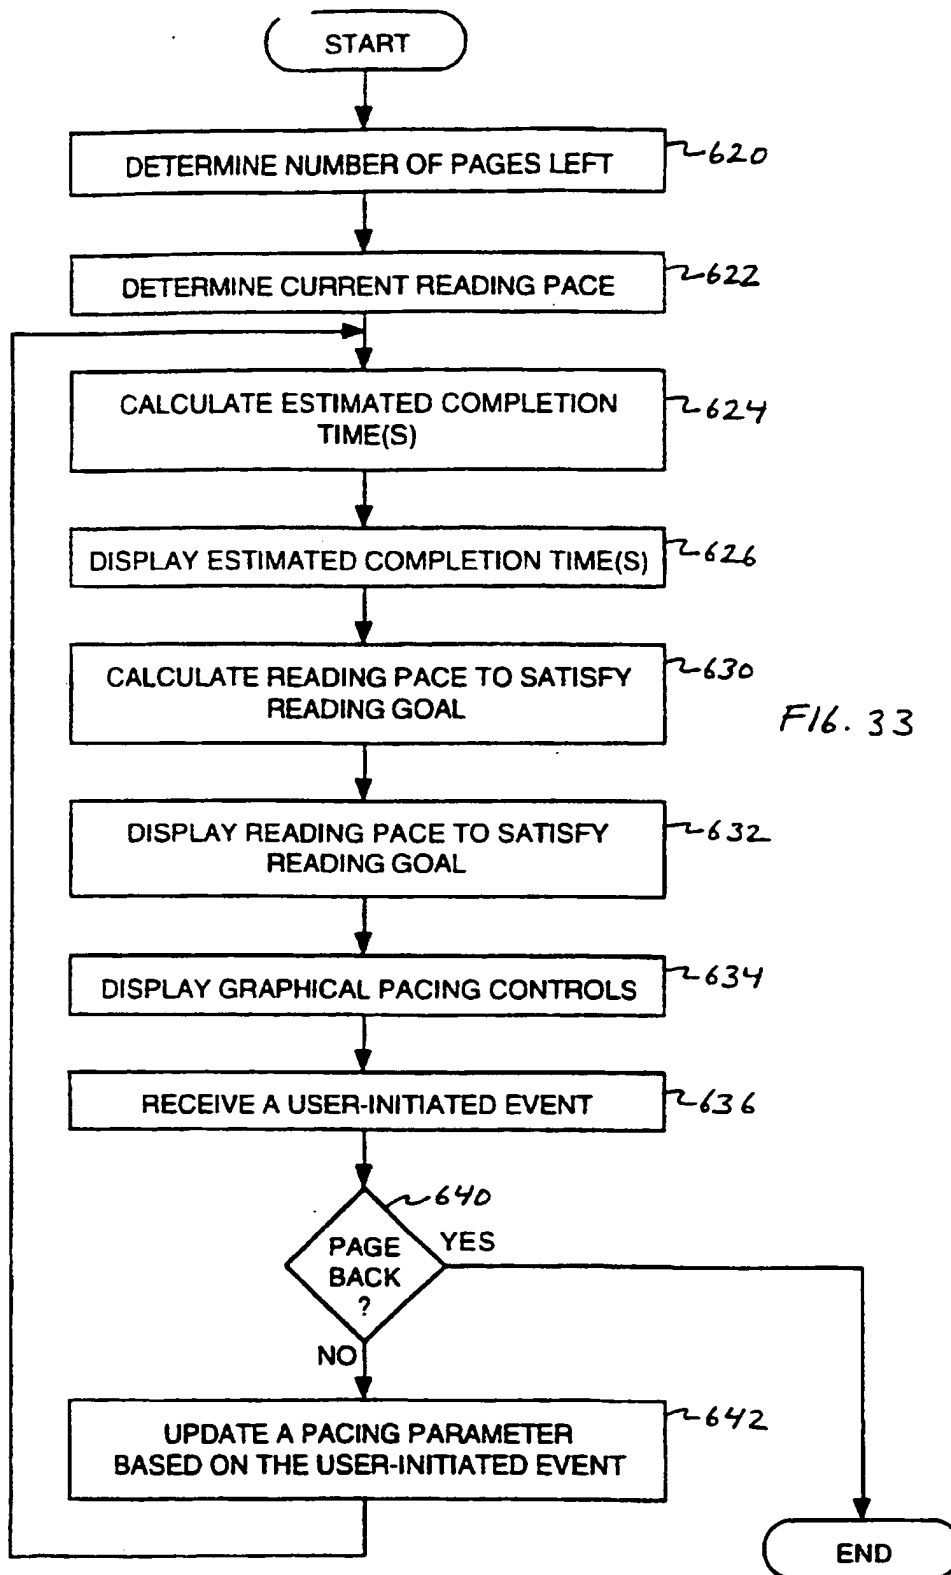 START
DETERMINE NUMBER OF PAGES LEFT
620
DETERMINE CURRENT READING PACE
622
CALCULATE ESTIMATED COMPLETION
TIME(S)
624
DISPLAY ESTIMATED COMPLETION TIME(S)
626
CALCULATE READING PACE TO SATISFY
READING GOAL
630
FIG. 33
DISPLAY READING PACE TO SATISFY
READING GOAL
632
DISPLAY GRAPHICAL PACING CONTROLS
634
RECEIVE A USER-INITIATED EVENT
636
640
PAGE
BACK
?
YES
NO
UPDATE A PACING PARAMETER
BASED ON THE USER-INITIATED EVENT
642
END